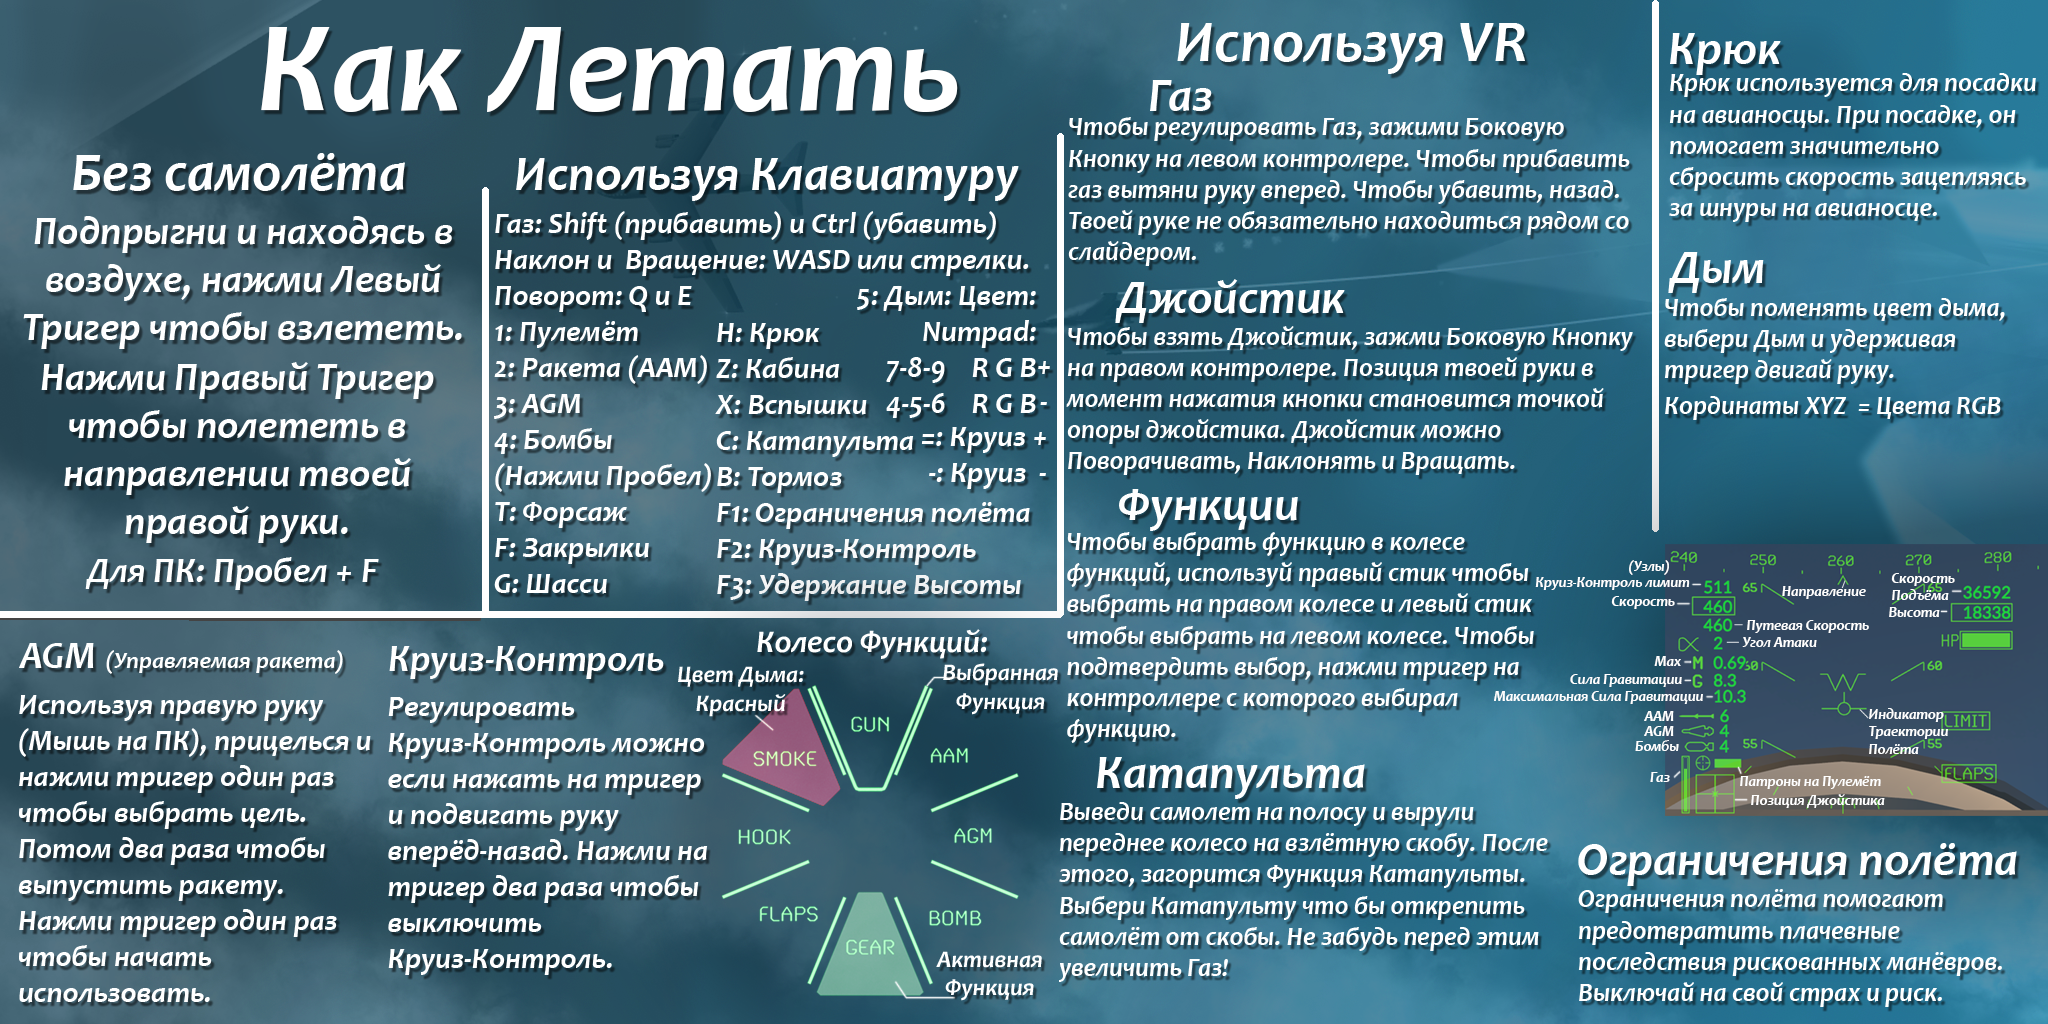 Как Летать
Без самолёта
Подпрыгни и находясь в
воздухе, нажми Левый
Тригер чтобы взлететь.
Нажми Правый Тригер
чтобы полететь в
направлении твоей
правой руки.
Для ПК: Пробел + F
Используя Клавиатуру
Газ: Shift (прибавить) и Ctrl (убавить)
Наклон и Вращение: WASD или стрелки.
Поворот: Q и E
1: Пулемёт
2: Ракета (AAM)
3: AGM
4: Бомбы
(Нажми Пробел)
T: Форсаж
F: Закрылки
G: Шасси
H: Крюк
Z: Кабина
X: Вспышки
C: Катапульта
B: Тормоз
F1: Ограничения полёта
F2: Круиз-Контроль
F3: Удержание Высоты
5: Дым: Цвет:
Numpad:
7-8-9 R G B+
4-5-6 R G B-
=: Круиз +
-: Круиз -
Используя VR
Газ
Чтобы регулировать Газ, зажими Боковую
Кнопку на левом контролере. Чтобы прибавить
газ вытяни руку вперед. Чтобы убавить, назад.
Твоей руке не обязательно находиться рядом со
слайдером.
Джойстик
Чтобы взять Джойстик, зажми Боковую Кнопку
на правом контролере. Позиция твоей руки в
момент нажатия кнопки становится точкой
опоры джойстика. Джойстик можно
Поворачивать, Наклонять и Вращать.
Функции
Чтобы выбрать функцию в колесе
функций, используй правый стик чтобы
выбрать на правом колесе и левый стик
чтобы выбрать на левом колесе. Чтобы
подтвердить выбор, нажми тригер на
контроллере с которого выбирал
функцию.
Катапульта
Выведи самолет на полосу и вырули
переднее колесо на взлётную скобу. После
этого, загорится Функция Катапульты.
Выбери Катапульту что бы открепить
самолёт от скобы. Не забудь перед этим
увеличить Газ!
Крюк
Крюк используется для посадки
на авианосцы. При посадке, он
помогает значительно
сбросить скорость зацепляясь
за шнуры на авианосце.
Дым
Чтобы поменять цвет дыма,
выбери Дым и удерживая
тригер двигай руку.
Кординаты XYZ = Цвета RGB
240 250 260 270 280
(Узлы)
Круиз-Контроль лимит 511
Скорость 460
460 Путевая Скорость
2 Угол Атаки
Мах M 0.69
Сила Гравитации G 8.3
Максимальная Сила Гравитации 10.3
AAM 6
AGM 4
Бомбы 4
Газ
65 65
Направление
Скорость
Подъёма 36592
Высота 18338
HP
50 60
Индикатор
Траектории
Полёта
LIMIT
55 55
FLAPS
Патроны на Пулемёт
Позиция Джойстика
Ограничения полёта
Ограничения полёта помогают
предотвратить плачевные
последствия рискованных манёвров.
Выключай на свой страх и риск.
AGM (Управляемая ракета)
Используя правую руку
(Мышь на ПК), прицелься и
нажми тригер один раз
чтобы выбрать цель.
Потом два раза чтобы
выпустить ракету.
Нажми тригер один раз
чтобы начать
использовать.
Круиз-Контроль
Регулировать
Круиз-Контроль можно
если нажать на тригер
и подвигать руку
вперёд-назад. Нажми на
тригер два раза чтобы
выключить
Круиз-Контроль.
Колесо Функций:
Цвет Дыма:
Красный
Выбранная
Функция
GUN
SMOKE
AAM
HOOK
AGM
FLAPS
BOMB
GEAR
Активная
Функция